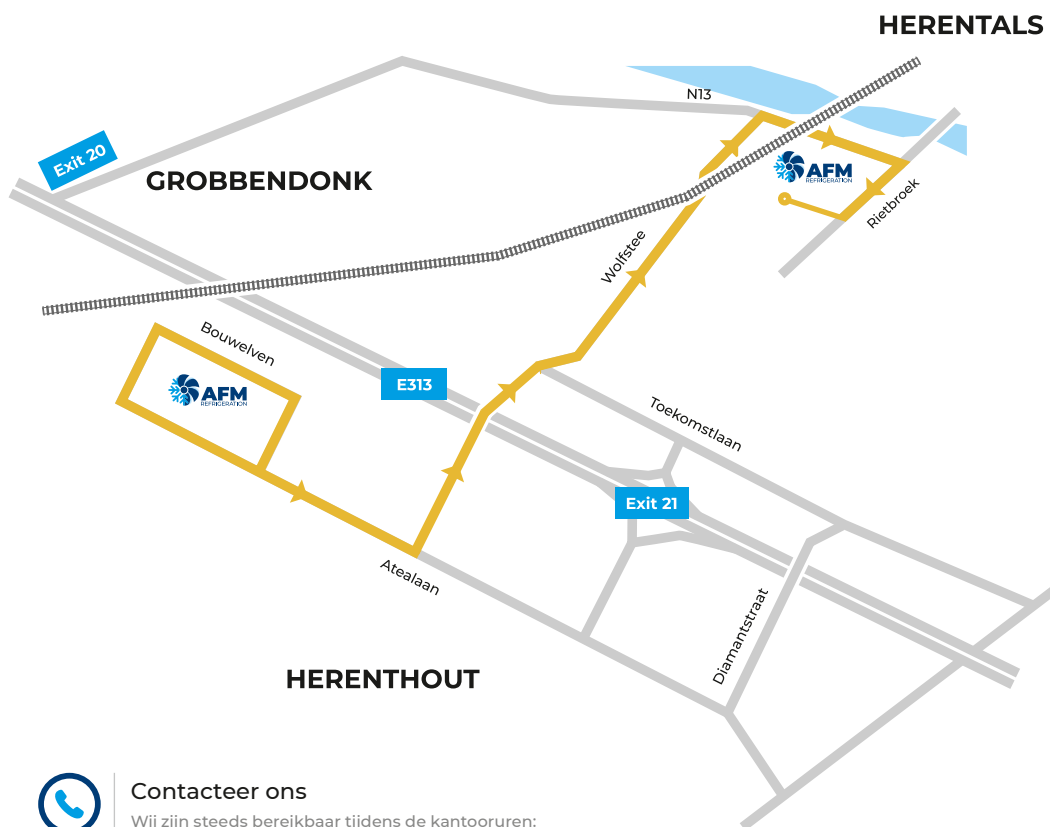 HERENTALS
N13
Exit 20
GROBBENDONK
AFM
REFRIGERATION
Rietbroek
Wolfstee
Bouwelven
E313
AFM
REFRIGERATION
Toekomstlaan
Exit 21
Atealaan
Diamantstraat
HERENTHOUT
Contacteer ons
Wij zijn steeds bereikbaar tijdens de kantooruren: